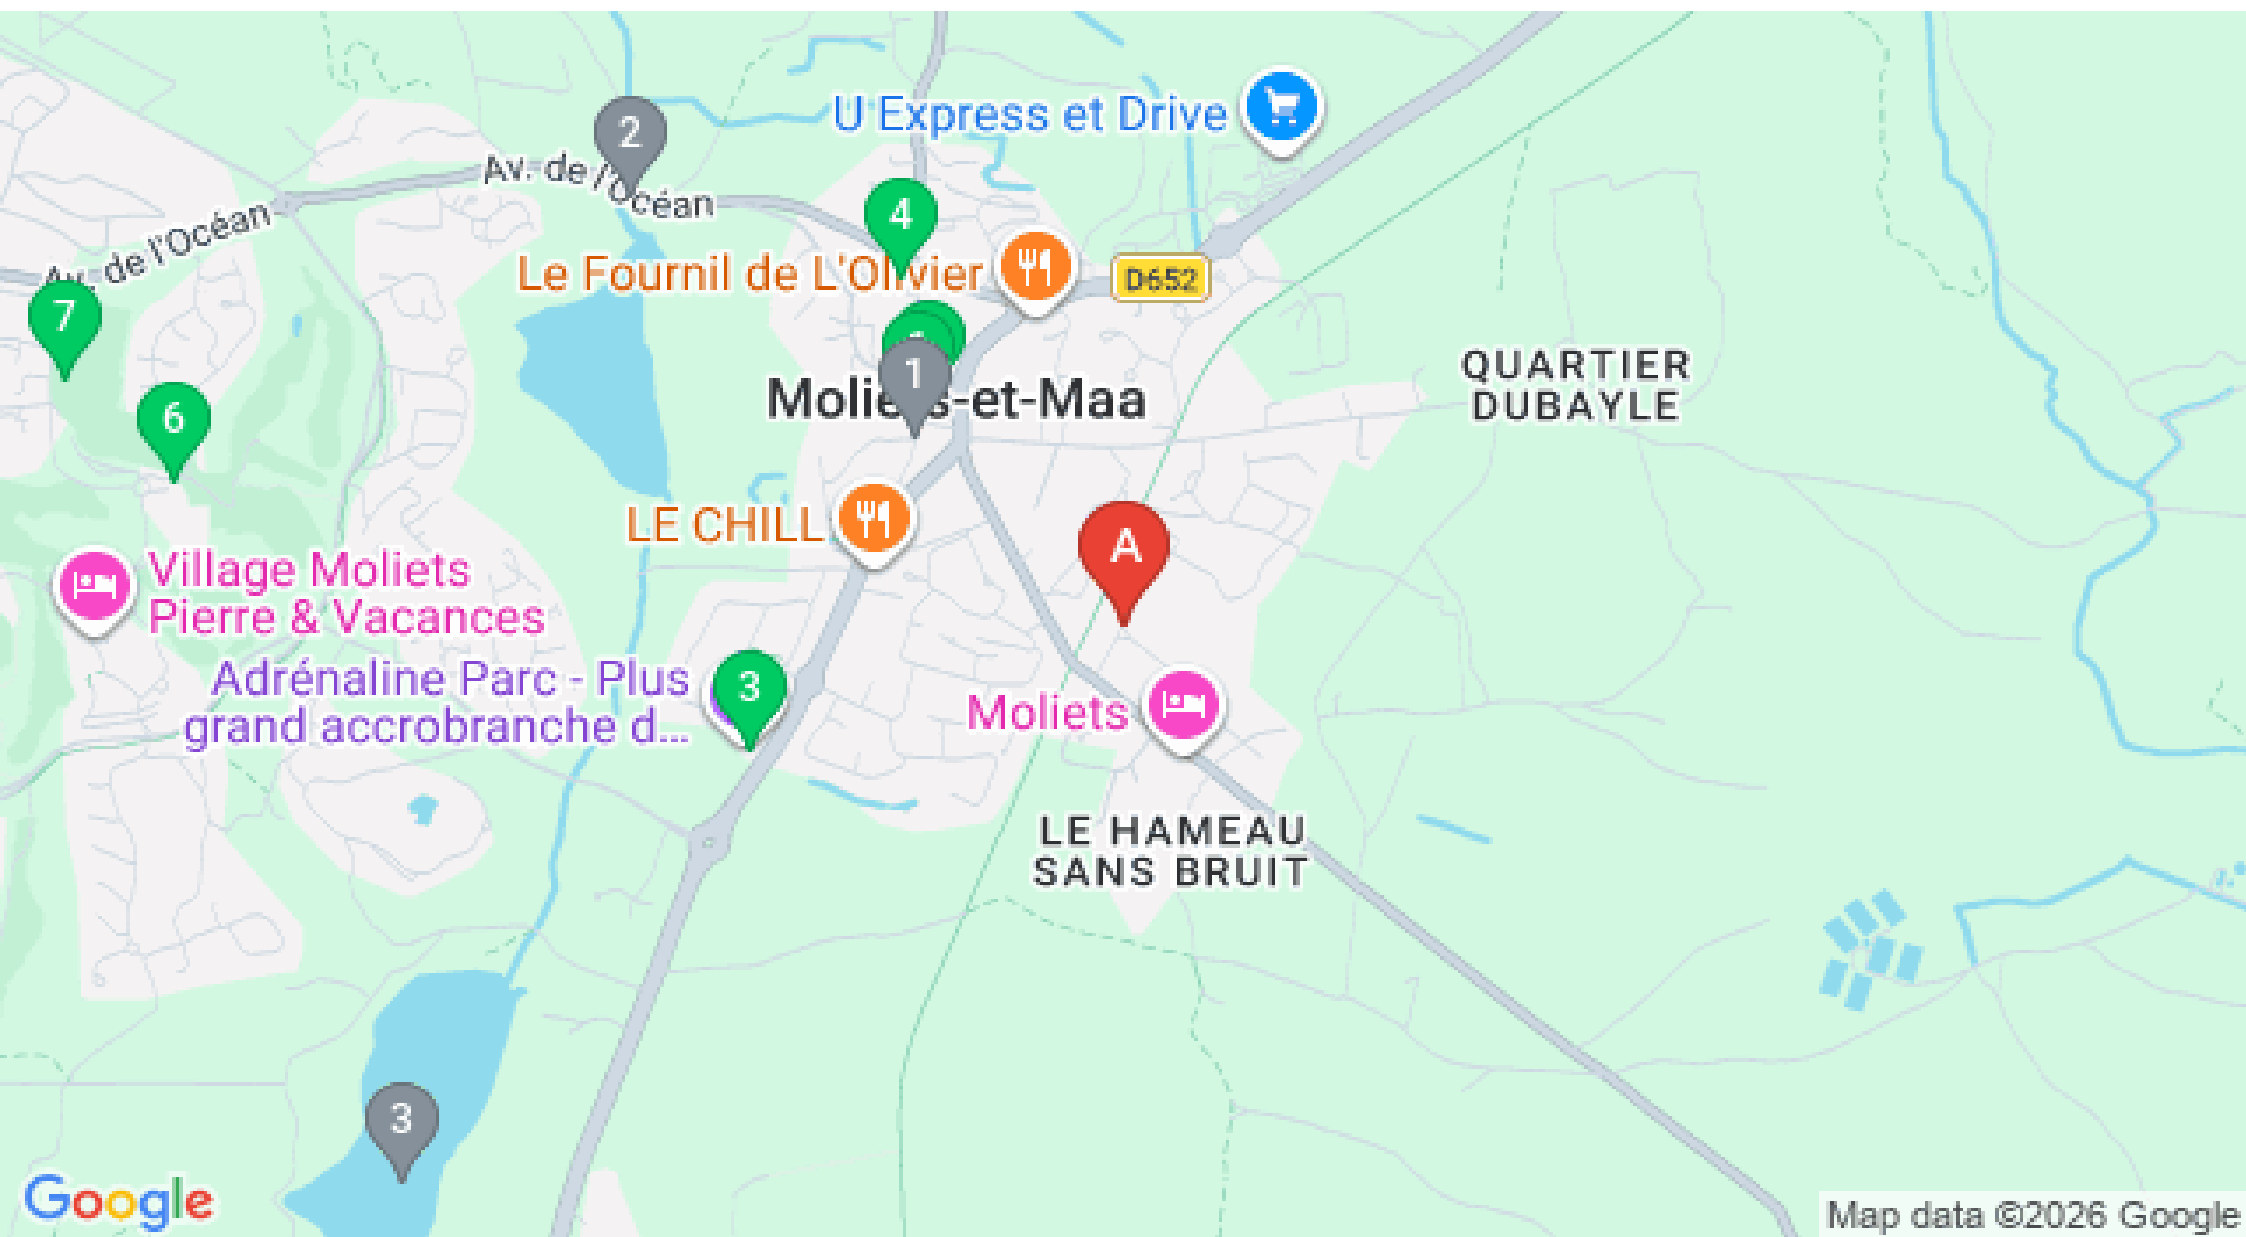 2
U Express et Drive
Av. de l'Océan
4
Av. de l'Océan
Le Fournil de L'Olivier
D652
7
1
QUARTIER
DUBAYLE
Moliets-et-Maa
6
LE CHILL
A
Village Moliets
Pierre & Vacances
Adrénaline Parc - Plus
grand accrobranche d...
3
Moliets
LE HAMEAU
SANS BRUIT
3
Google
Map data ©2026 Google